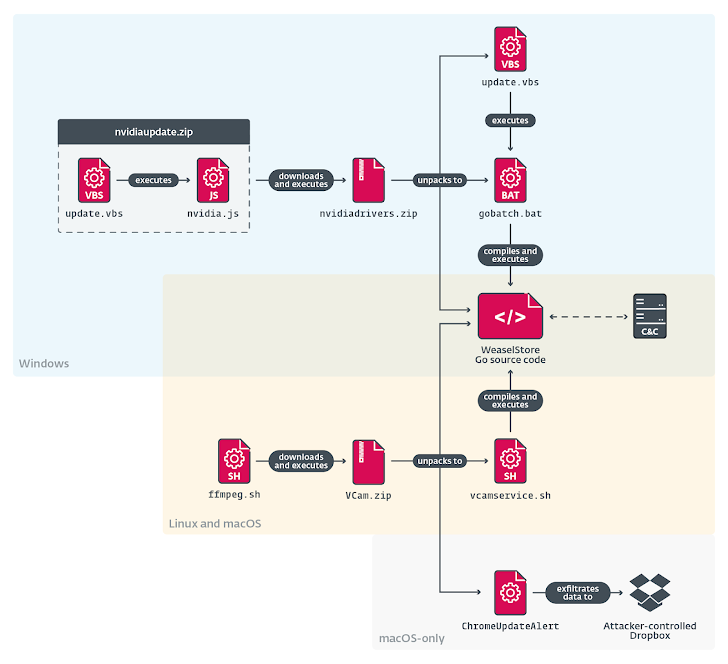 VBS
update.vbs
executes
nvidiaupdate.zip
VBS
update.vbs
executes
JS
nvidia.js
downloads
and executes
nvidiadrivers.zip
unpacks to
BAT
gobatch.bat
compiles and
executes
</>
WeaselStore
Go source code
C&C
Windows
compiles and
executes
SH
ffmpeg.sh
downloads
and executes
VCam.zip
unpacks to
SH
vcamservice.sh
Linux and macOS
ChromeUpdateAlert
exfiltrates
data to
Attacker-controlled
Dropbox
macOS-only